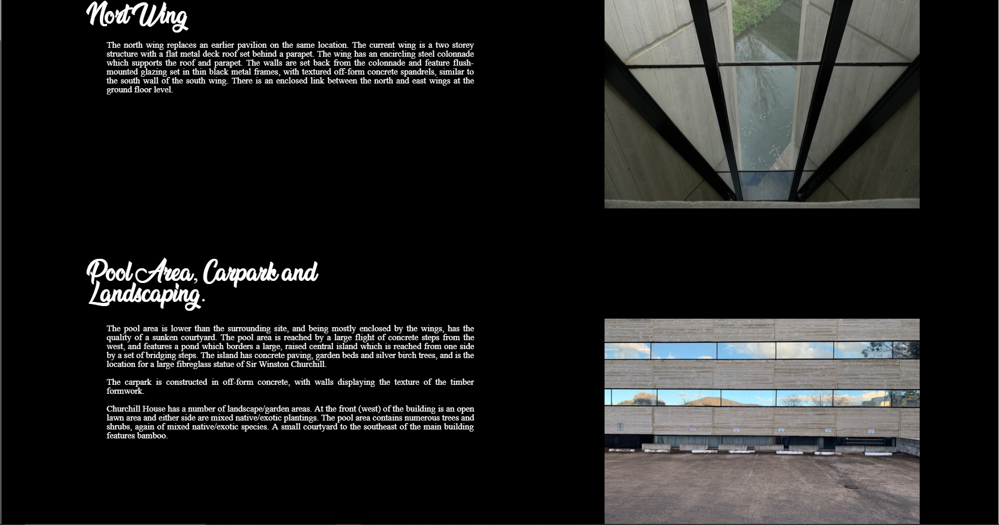 Nort Wing
The north wing replaces an earlier pavilion on the same location. The current wing is a two storey
structure with a flat metal deck roof set behind a parapet. The wing has an encircling steel colonnade
which supports the roof and parapet. The walls are set back from the colonnade and feature flush-
mounted glazing set in thin black metal frames, with textured off-form concrete spandrels, similar to
the south wall of the south wing. There is an enclosed link between the north and east wings at the
ground floor level.
Pool Area, Carpark and
Landscaping.
The pool area is lower than the surrounding site, and being mostly enclosed by the wings, has the
quality of a sunken courtyard. The pool area is reached by a large flight of concrete steps from the
west, and features a pond which borders a large, raised central island which is reached from one side
by a set of bridging steps. The island has concrete paving, garden beds and silver birch trees, and is the
location for a large fibreglass statue of Sir Winston Churchill.
The carpark is constructed in off-form concrete, with walls displaying the texture of the timber
formwork.
Churchill House has a number of landscape/garden areas. At the front (west) of the building is an open
lawn area and either side are mixed native/exotic plantings. The pool area contains numerous trees and
shrubs, again of mixed native/exotic species. A small courtyard to the southeast of the main building
features bamboo.